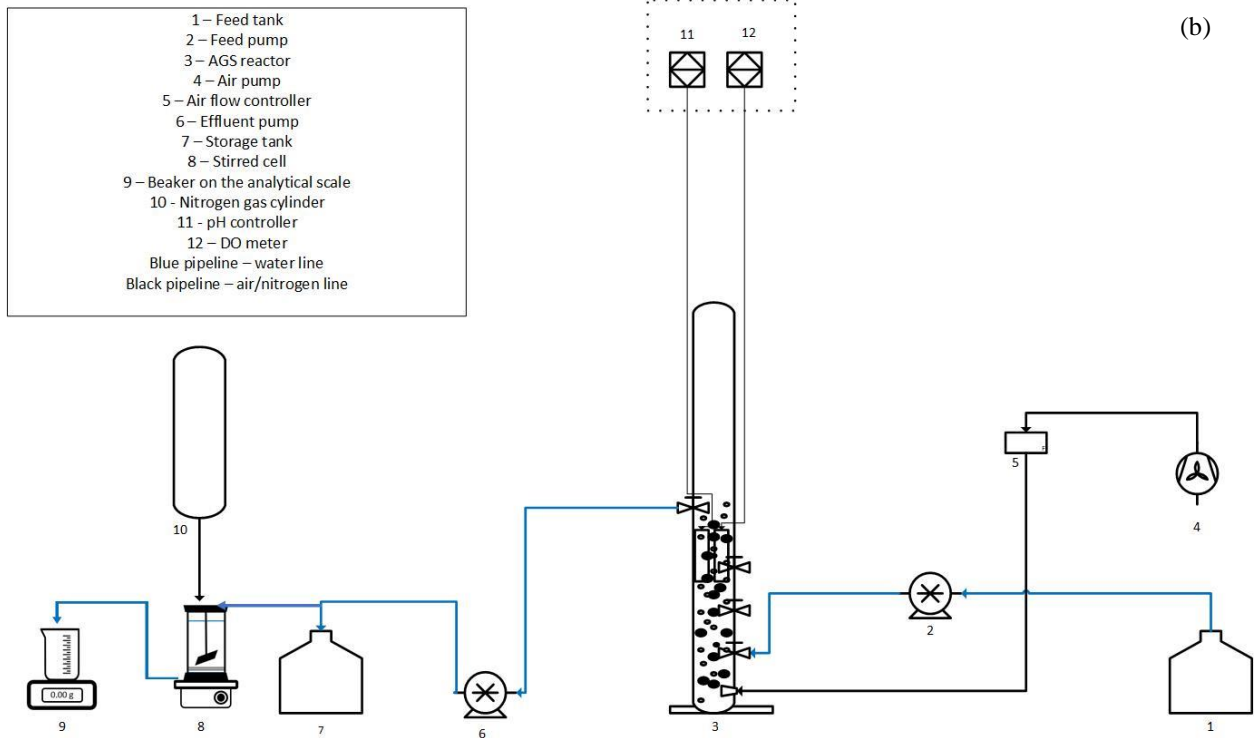 1 – Feed tank
2 – Feed pump
3 – AGS reactor
4 – Air pump
5 – Air flow controller
6 – Effluent pump
7 – Storage tank
8 – Stirred cell
9 – Beaker on the analytical scale
10 - Nitrogen gas cylinder
11 - pH controller
12 – DO meter
Blue pipeline – water line
Black pipeline – air/nitrogen line
(b)
11
12
10
5
4
2
0.00 g
9
8
7
6
3
1